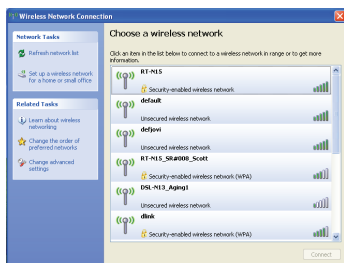 Wireless Network Connection
Network Tasks
Refresh network list
Set up a wireless network
for a home or small office
Related Tasks
Learn about wireless
networking
Change the order of
preferred networks
Change advanced
settings
Choose a wireless network
Click an item in the list below to connect to a wireless network in range or to get more
information.
RT-N15
Security-enabled wireless network
default
Unsecured wireless network
defjovi
Unsecured wireless network
RT-N15_SR#008_Scott
Security-enabled wireless network (WPA)
DSL-N13_Aging1
Unsecured wireless network
dlink
Security-enabled wireless network (WPA)
Connect